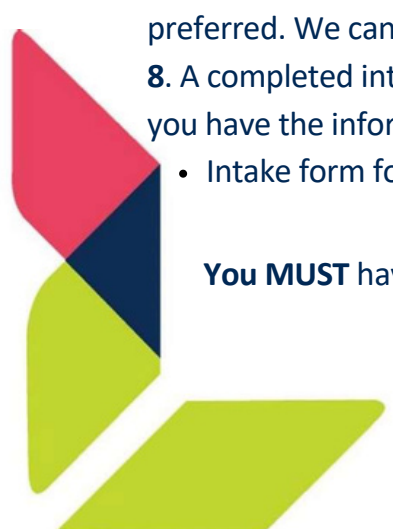 preferred. We can
8. A completed int
you have the infor
• Intake form fo
You MUST hav